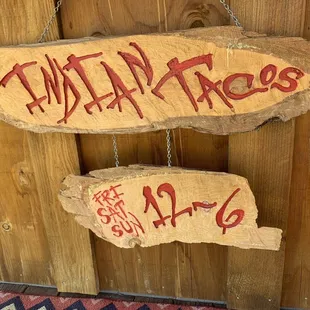 INDIAN TACOS
FRI
SAT
SUN
12-6